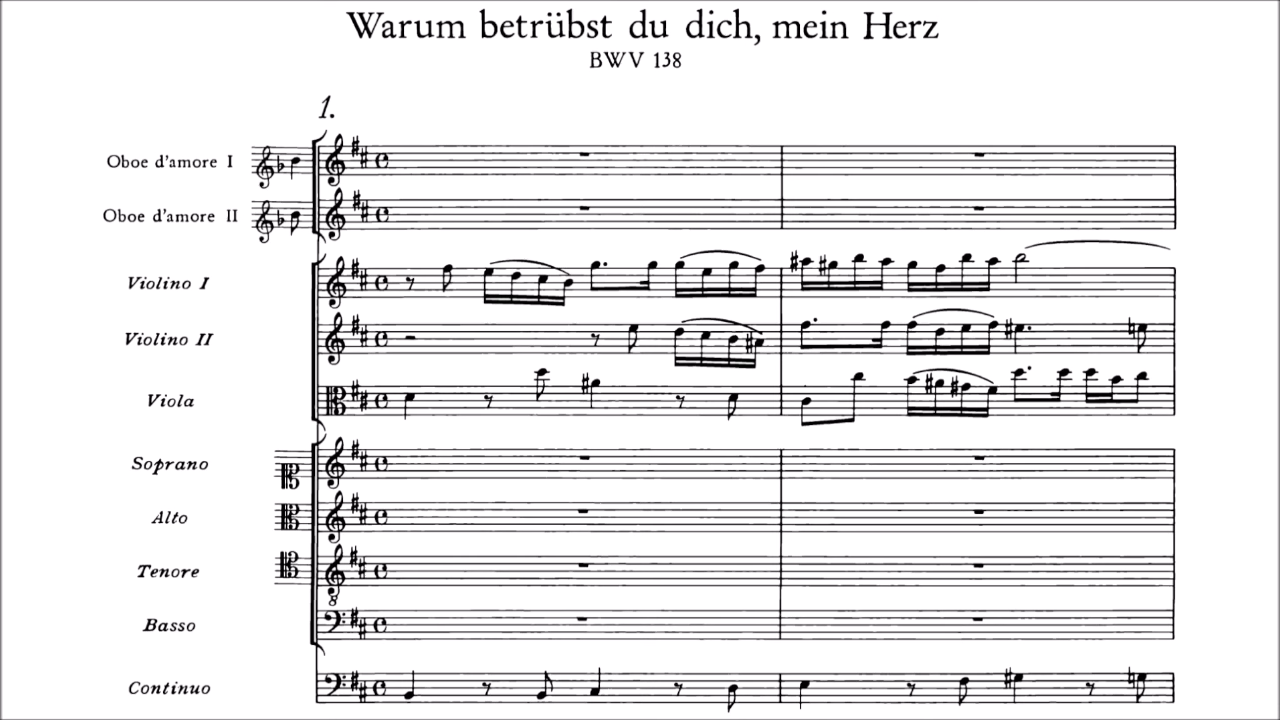 Warum betrübst du dich, mein Herz
BWV 138
1.
Oboe d'amore I
Oboe d'amore II
Violino I
Violino II
Viola
Soprano
Alto
Tenore
8
Basso
Continuo